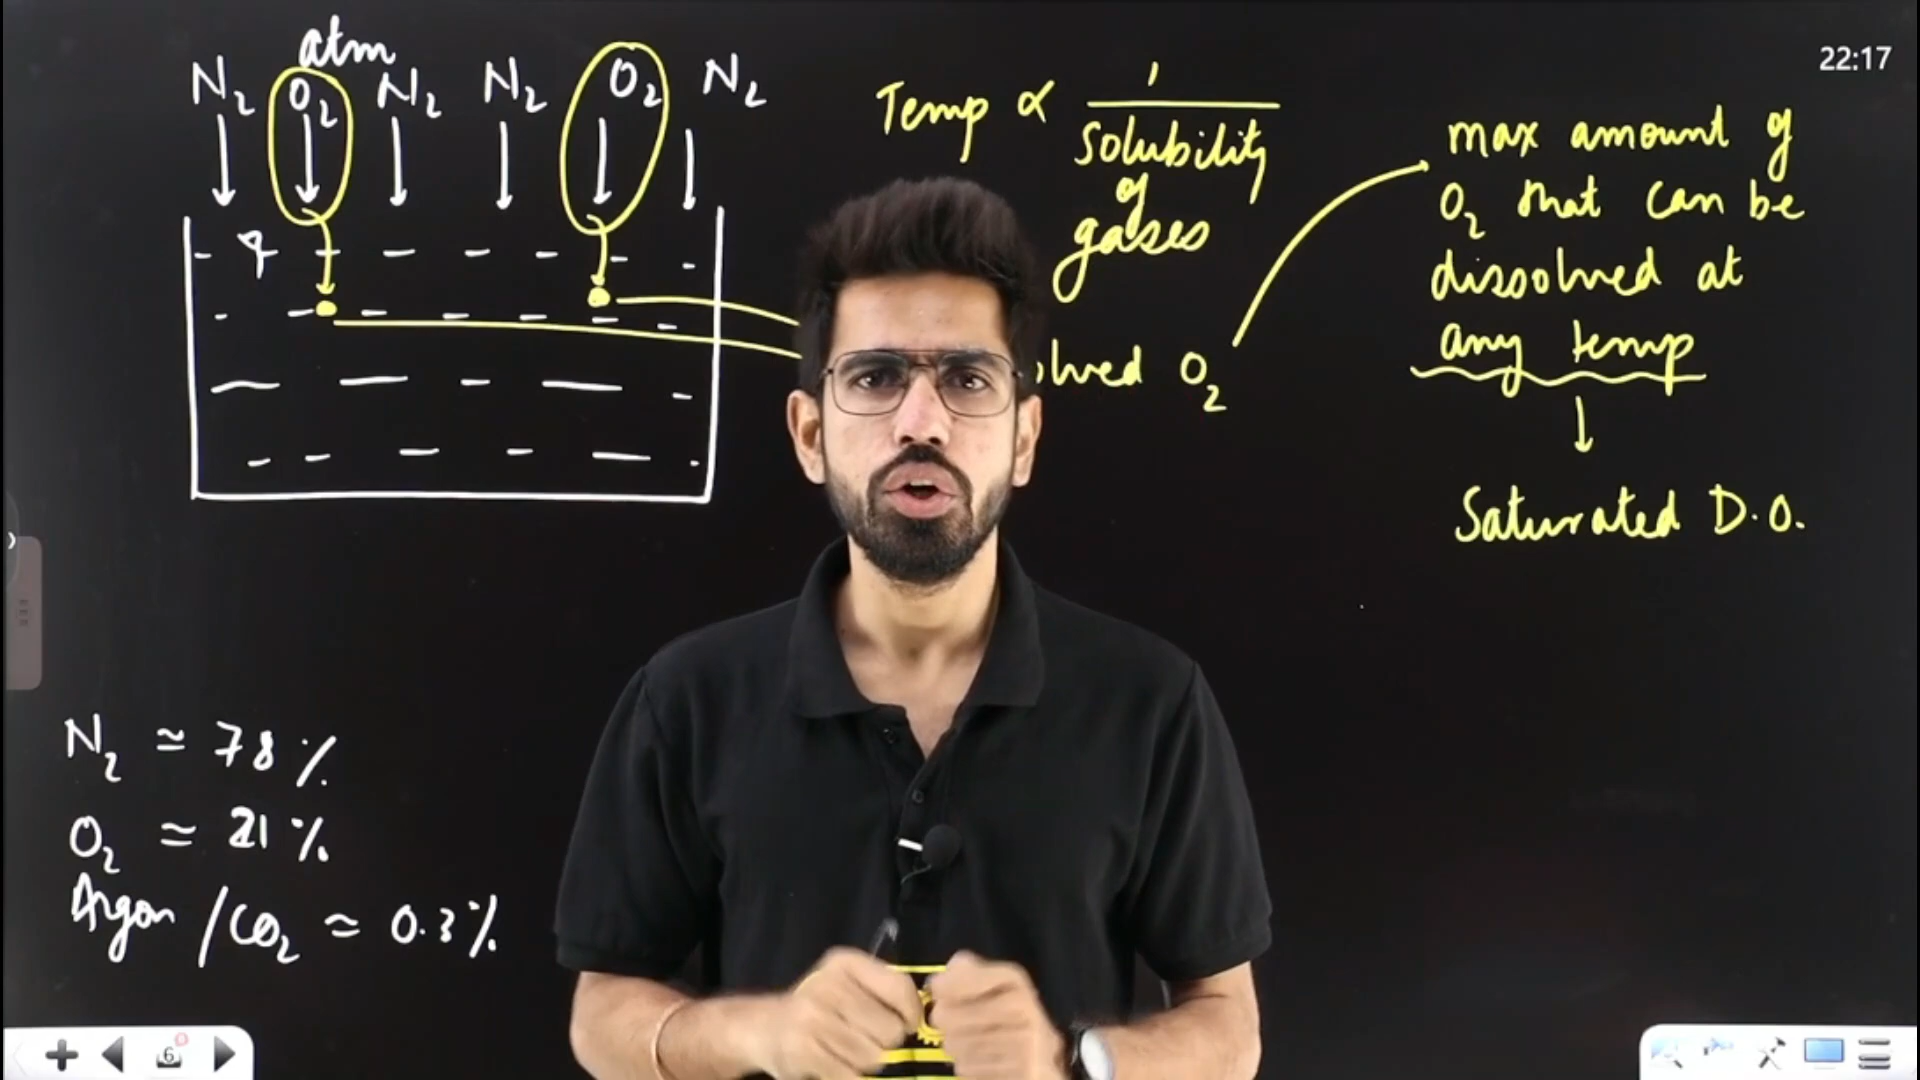 22:17
atm
N2 O2 N2 N2 O2 N2
Temp ∝ 1
solubility
of
gases
olved O2
max amount of
O2 that can be
dissolved at
any temp
↓
Saturated D.O.
N2 ≈ 78 %
O2 ≈ 21 %
Argon / CO2 ≈ 0.3%
6